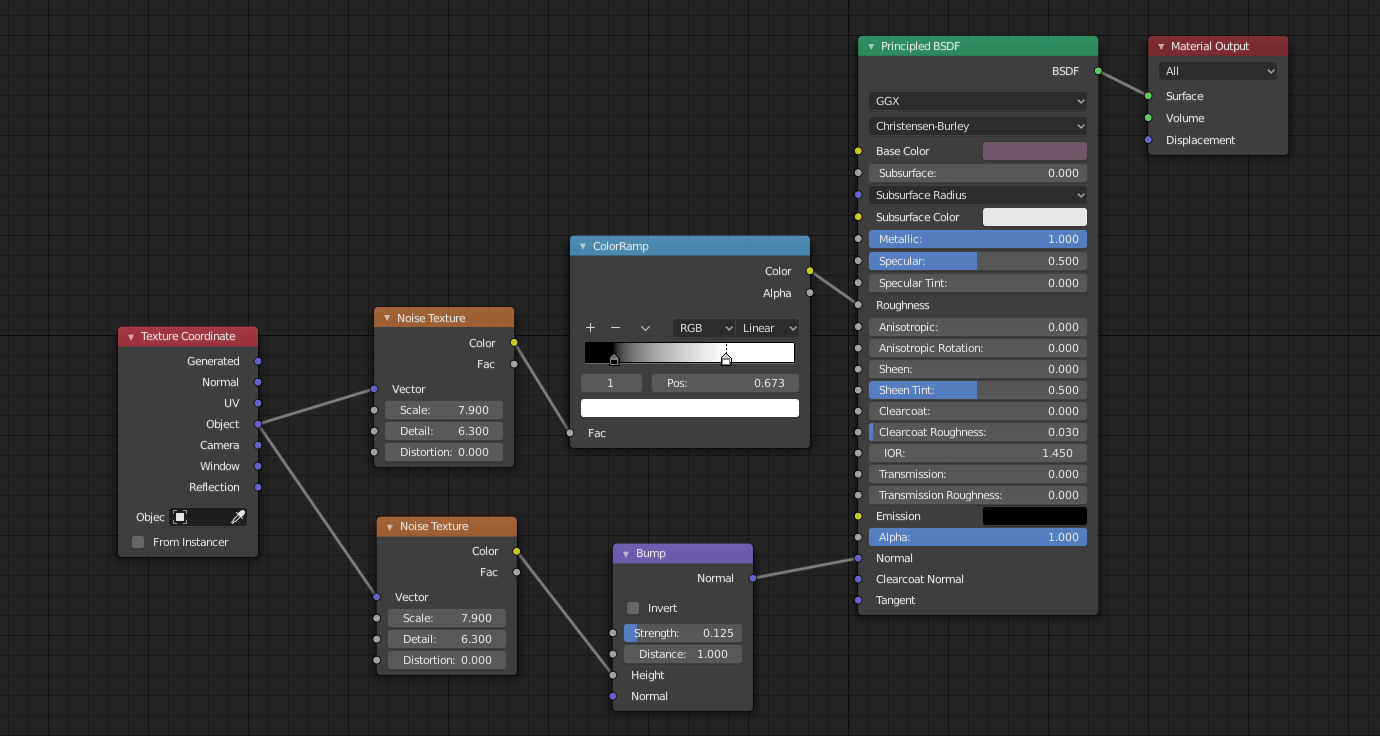 Texture Coordinate
Generated
Normal
UV
Object
Camera
Window
Reflection
Objec
From Instancer
Noise Texture
Color
Fac
Vector
Scale: 7.900
Detail: 6.300
Distortion: 0.000
Noise Texture
Color
Fac
Vector
Scale: 7.900
Detail: 6.300
Distortion: 0.000
ColorRamp
Color
Alpha
+ − RGB Linear
1 Pos: 0.673
Fac
Bump
Normal
Invert
Strength: 0.125
Distance: 1.000
Height
Normal
Principled BSDF
BSDF
GGX
Christensen-Burley
Base Color
Subsurface: 0.000
Subsurface Radius
Subsurface Color
Metallic: 1.000
Specular: 0.500
Specular Tint: 0.000
Roughness
Anisotropic: 0.000
Anisotropic Rotation: 0.000
Sheen: 0.000
Sheen Tint: 0.500
Clearcoat: 0.000
Clearcoat Roughness: 0.030
IOR: 1.450
Transmission: 0.000
Transmission Roughness: 0.000
Emission
Alpha: 1.000
Normal
Clearcoat Normal
Tangent
Material Output
All
Surface
Volume
Displacement